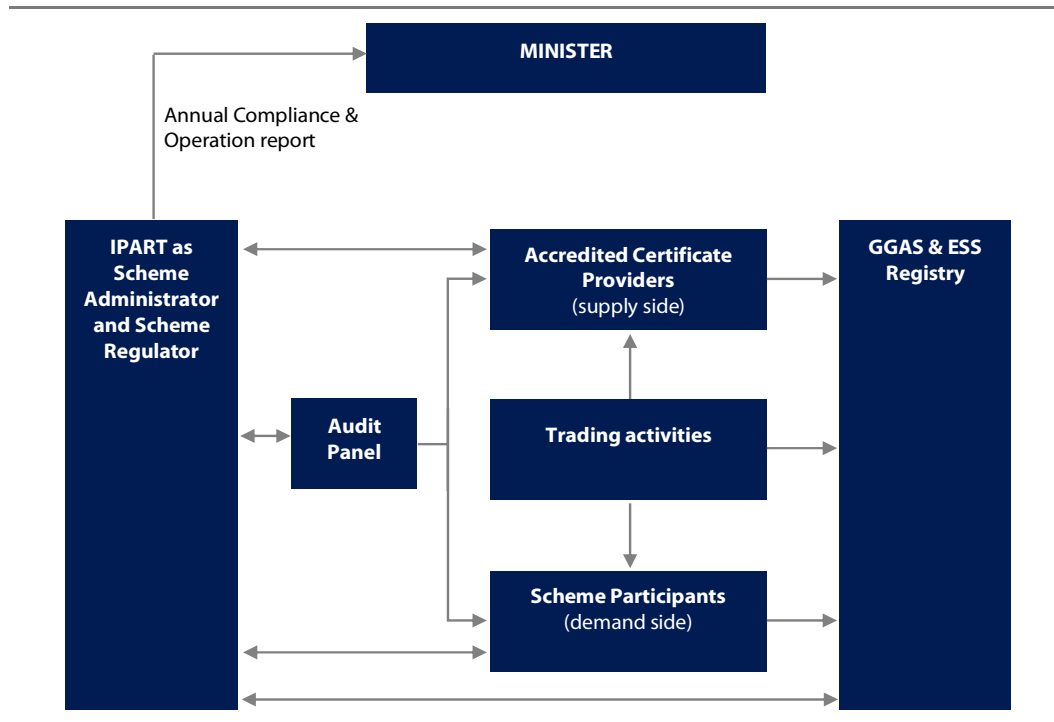 MINISTER
Annual Compliance &
Operation report
IPART as
Scheme
Administrator
and Scheme
Regulator
Accredited Certificate
Providers
(supply side)
GGAS & ESS
Registry
Audit
Panel
Trading activities
Scheme Participants
(demand side)